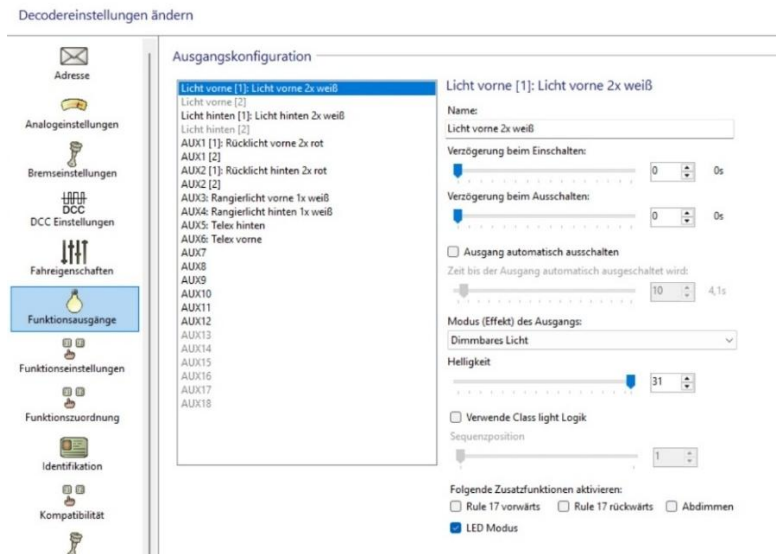 Decodereinstellungen ändern
Adresse
Analogeinstellungen
Bremseinstellungen
DCC
DCC Einstellungen
Fahreigenschaften
Funktionsausgänge
Funktionseinstellungen
Funktionszuordnung
Identifikation
Kompatibilität
Ausgangskonfiguration
Licht vorne [1]: Licht vorne 2x weiß
Licht vorne [2]
Licht hinten [1]: Licht hinten 2x weiß
Licht hinten [2]
AUX1 [1]: Rücklicht vorne 2x rot
AUX1 [2]
AUX2 [1]: Rücklicht hinten 2x rot
AUX2 [2]
AUX3: Rangierlicht vorne 1x weiß
AUX4: Rangierlicht hinten 1x weiß
AUX5: Telex hinten
AUX6: Telex vorne
AUX7
AUX8
AUX9
AUX10
AUX11
AUX12
AUX13
AUX14
AUX15
AUX16
AUX17
AUX18
Licht vorne [1]: Licht vorne 2x weiß
Name:
Licht vorne 2x weiß
Verzögerung beim Einschalten:
0 0s
Verzögerung beim Ausschalten:
0 0s
Ausgang automatisch ausschalten
Zeit bis der Ausgang automatisch ausgeschaltet wird:
10 4,1s
Modus (Effekt) des Ausgangs:
Dimmbares Licht
Helligkeit
31
Verwende Class light Logik
Sequenzposition
1
Folgende Zusatzfunktionen aktivieren:
Rule 17 vorwärts Rule 17 rückwärts Abdimmen
LED Modus